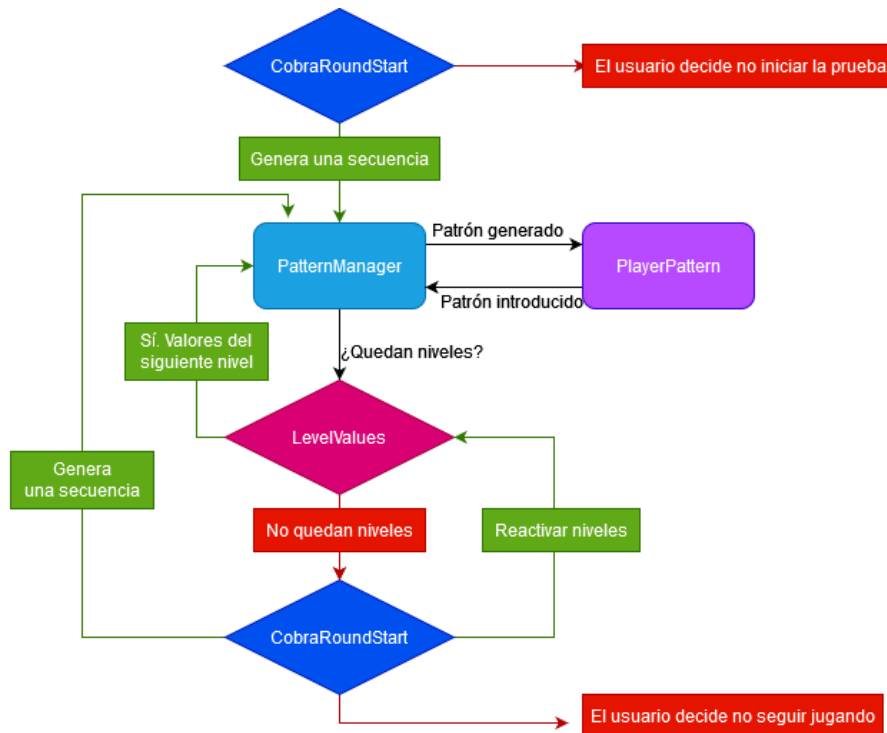 CobraRoundStart
El usuario decide no iniciar la prueba
Genera una secuencia
PatternManager
Patrón generado
PlayerPattern
Patrón introducido
Sí. Valores del
siguiente nivel
¿Quedan niveles?
LevelValues
Genera
una secuencia
No quedan niveles
Reactivar niveles
CobraRoundStart
El usuario decide no seguir jugando